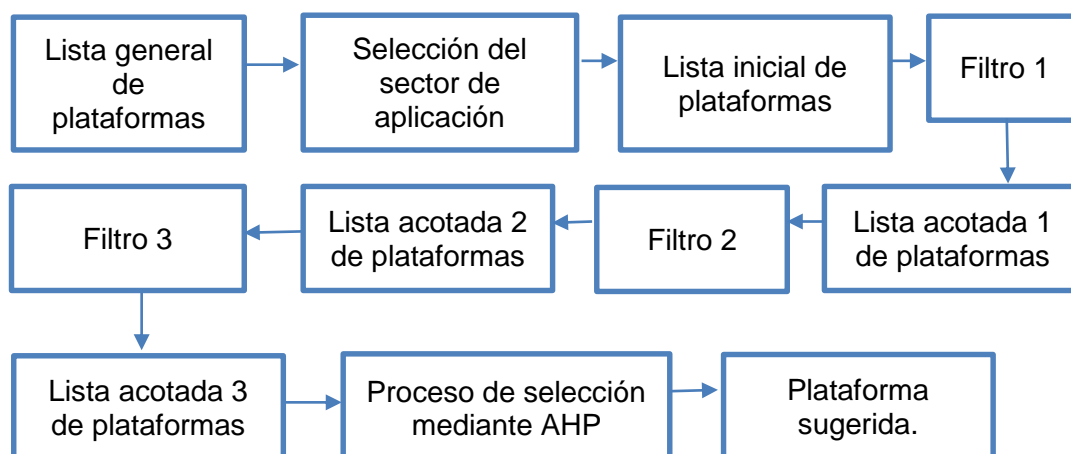 Lista general
de
plataformas
Selección del
sector de
aplicación
Lista inicial de
plataformas
Filtro 1
Lista acotada 1
de plataformas
Filtro 2
Lista acotada 2
de plataformas
Filtro 3
Lista acotada 3
de plataformas
Proceso de selección
mediante AHP
Plataforma
sugerida.